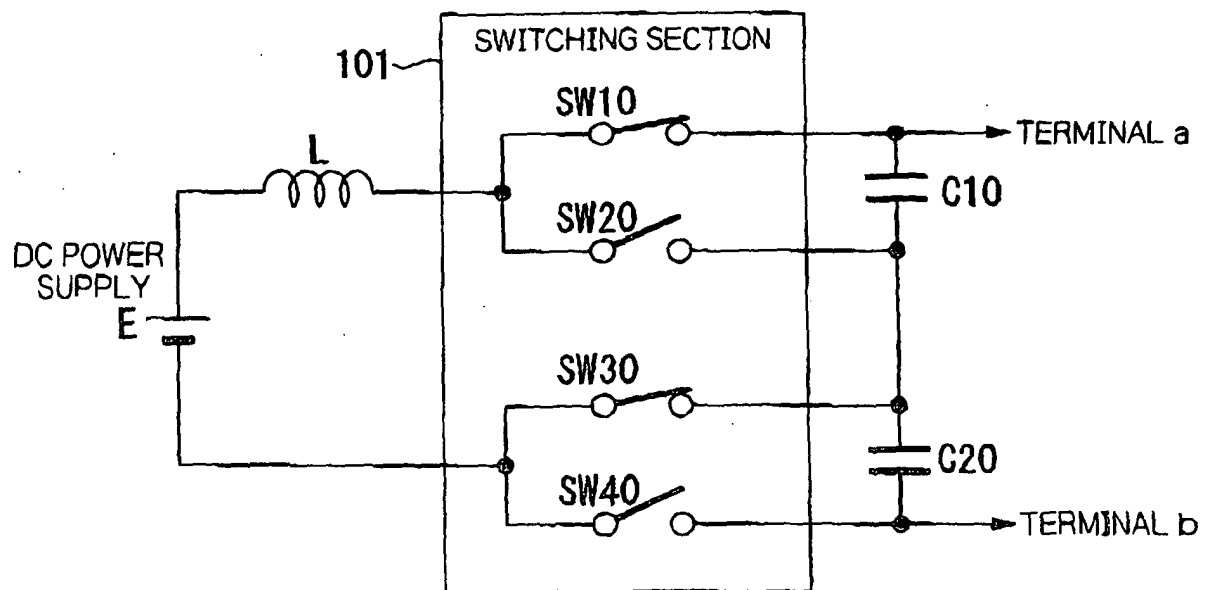 SWITCHING SECTION
101
SW10
TERMINAL a
L
C10
SW20
DC POWER
SUPPLY
E
SW30
C20
SW40
TERMINAL b